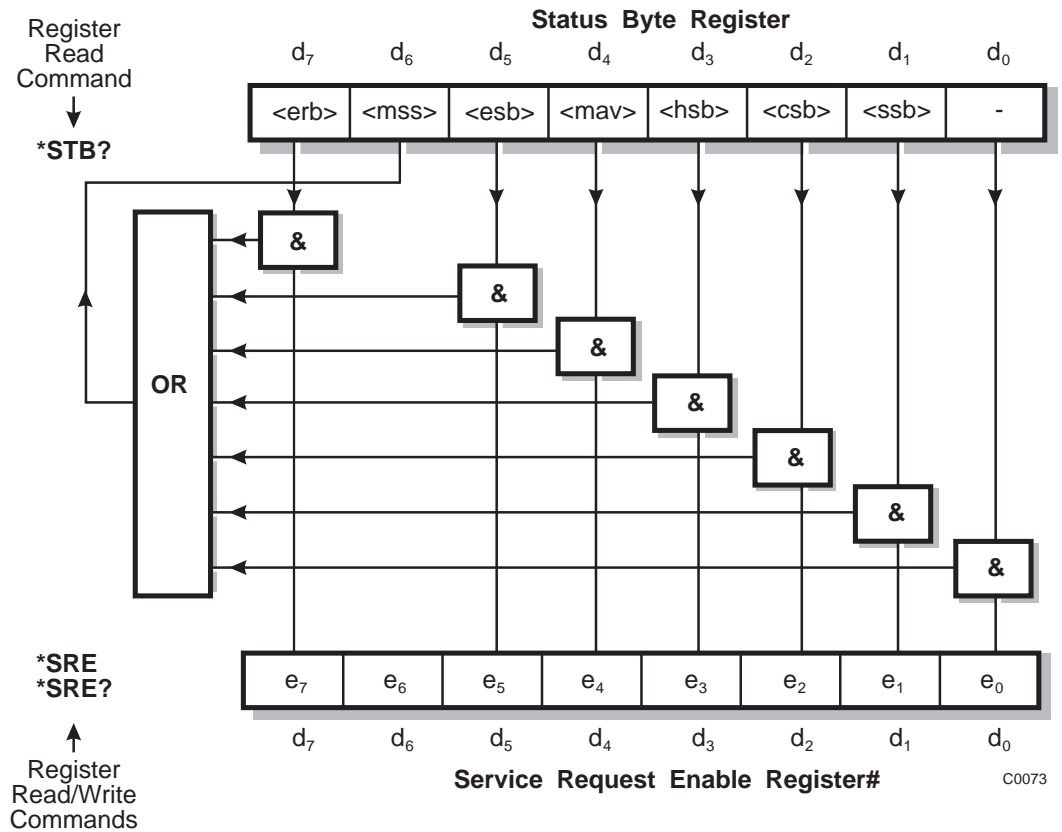 Status Byte Register
Register
Read
Command
d₇ d₆ d₅ d₄ d₃ d₂ d₁ d₀
<erb> <mss> <esb> <mav> <hsb> <csb> <ssb> -
*STB?
&
&
&
OR
&
&
&
&
*SRE
*SRE?
e₇ e₆ e₅ e₄ e₃ e₂ e₁ e₀
d₇ d₆ d₅ d₄ d₃ d₂ d₁ d₀
Register
Read/Write
Commands
Service Request Enable Register#
C0073